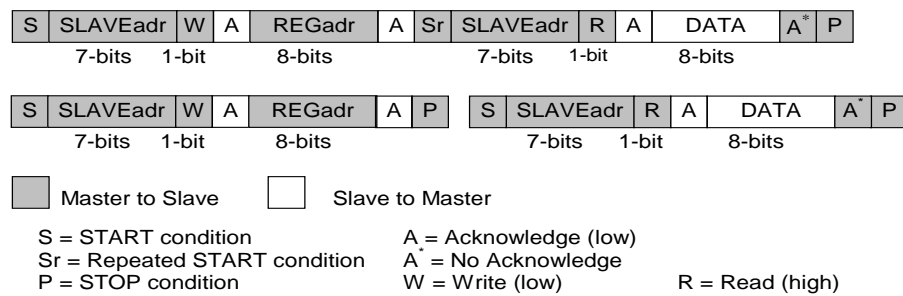 S SLAVEadr W A REGadr A Sr SLAVEadr R A DATA A* P
7-bits 1-bit 8-bits 7-bits 1-bit 8-bits
S SLAVEadr W A REGadr A P S SLAVEadr R A DATA A* P
7-bits 1-bit 8-bits 7-bits 1-bit 8-bits
Master to Slave Slave to Master
S = START condition A = Acknowledge (low)
Sr = Repeated START condition A* = No Acknowledge
P = STOP condition W = Write (low) R = Read (high)